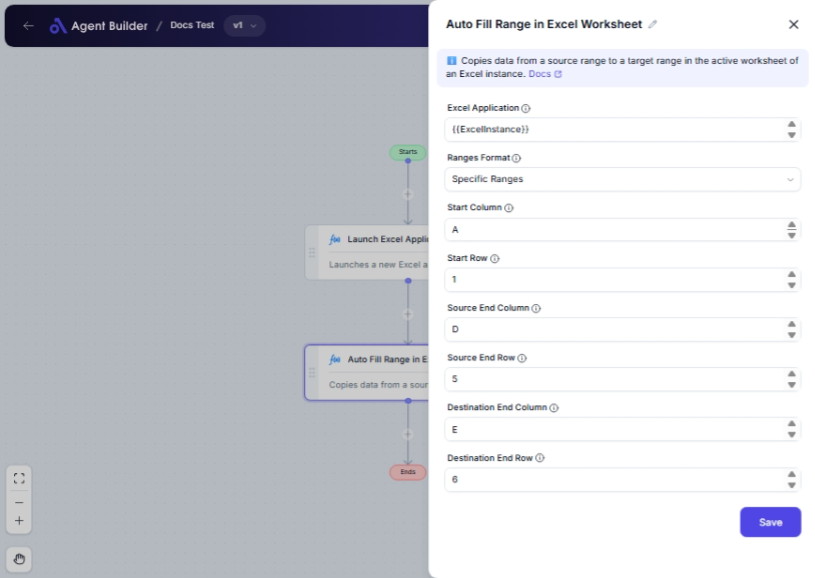 Agent Builder / Docs Test v1
Auto Fill Range in Excel Worksheet
Copies data from a source range to a target range in the active worksheet of
an Excel instance. Docs
Excel Application
{{ExcelInstance}}
Ranges Format
Specific Ranges
Start Column
A
Start Row
1
Source End Column
D
Source End Row
5
Destination End Column
E
Destination End Row
6
Save
Starts
Launch Excel Applic
Launches a new Excel a
Auto Fill Range in E
Copies data from a sour
Ends